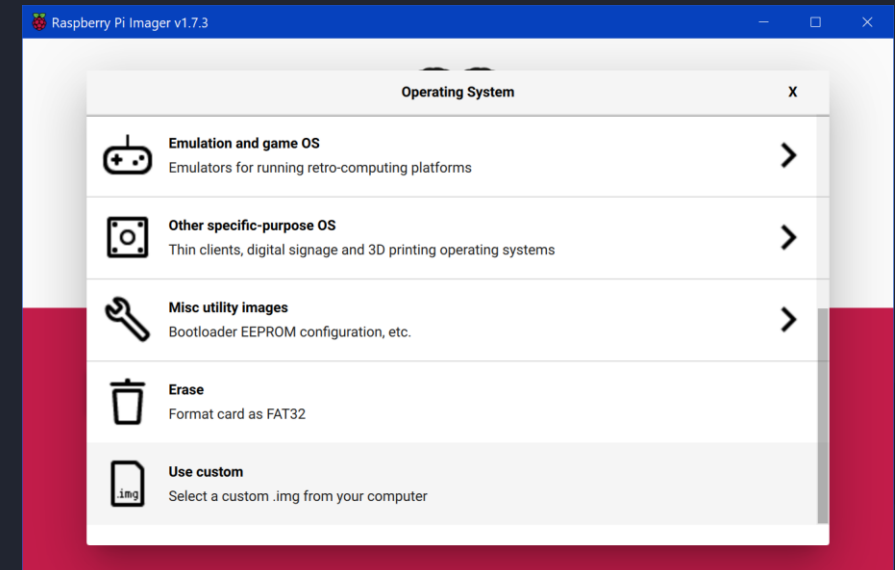 Raspberry Pi Imager v1.7.3
Operating System
X
Emulation and game OS
Emulators for running retro-computing platforms
Other specific-purpose OS
Thin clients, digital signage and 3D printing operating systems
Misc utility images
Bootloader EEPROM configuration, etc.
Erase
Format card as FAT32
.img
Use custom
Select a custom .img from your computer